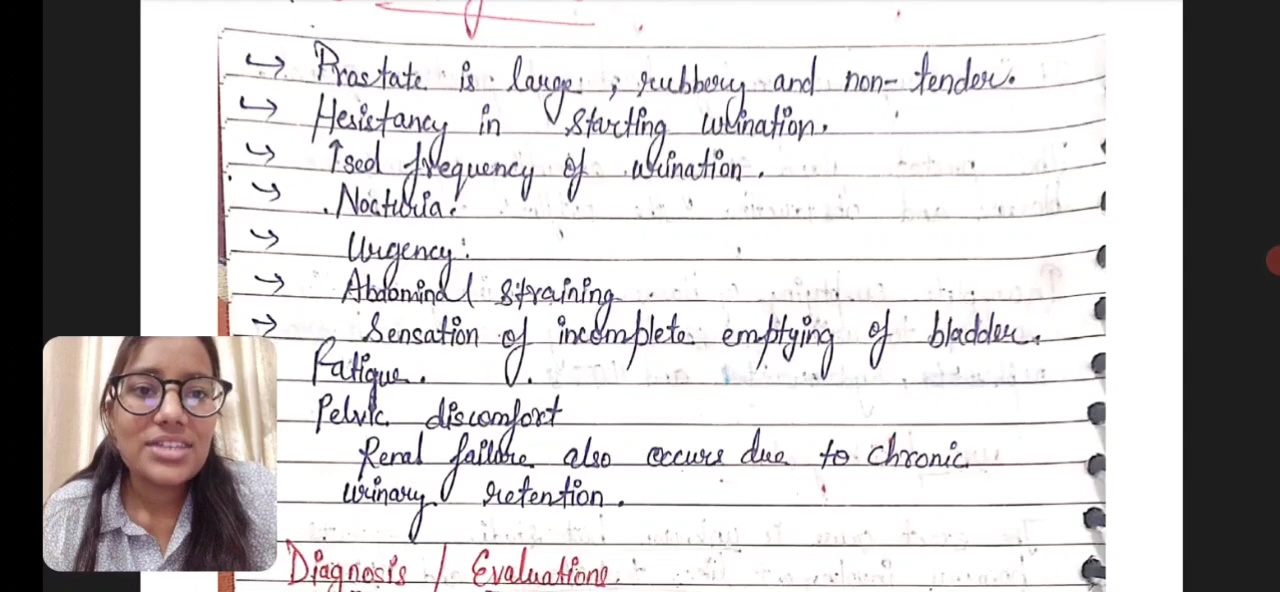 ↪ Prostate is large, rubbery and non-tender.
↪ Hesistancy in starting urination.
↪ ↑sed frequency of urination.
↪ Nocturia.
↪ Urgency.
↪ Abdominal straining
↪ Sensation of incomplete emptying of bladder.
Fatigue.
Pelvic discomfort
Renal failure also occurs due to chronic
urinary retention.
Diagnosis / Evaluations